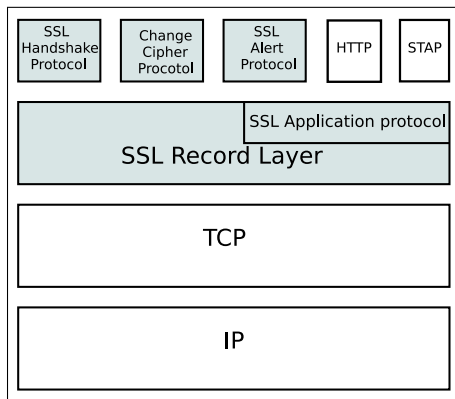 SSL
Handshake
Protocol
Change
Cipher
Procotol
SSL
Alert
Protocol
HTTP
STAP
SSL Application protocol
SSL Record Layer
TCP
IP